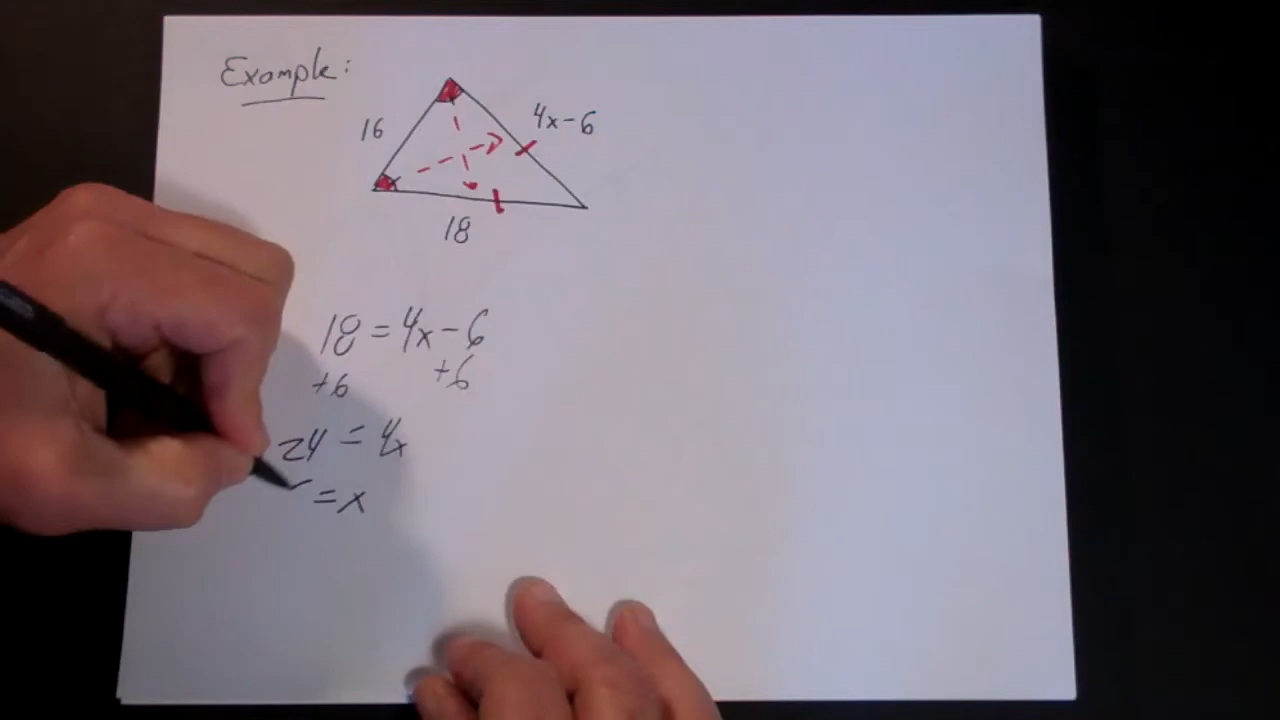 Example:
16
4x-6
18
18 = 4x-6
+6 +6
24 = 4x
= x